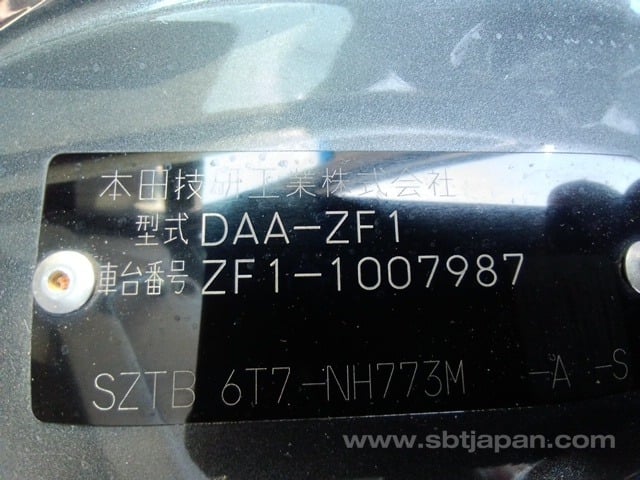 本田技研工業株式会社
型式 DAA-ZF1
車台番号 ZF1-1007987
SZTB 6T7-NH773M -A -S
www.sbtjapan.com